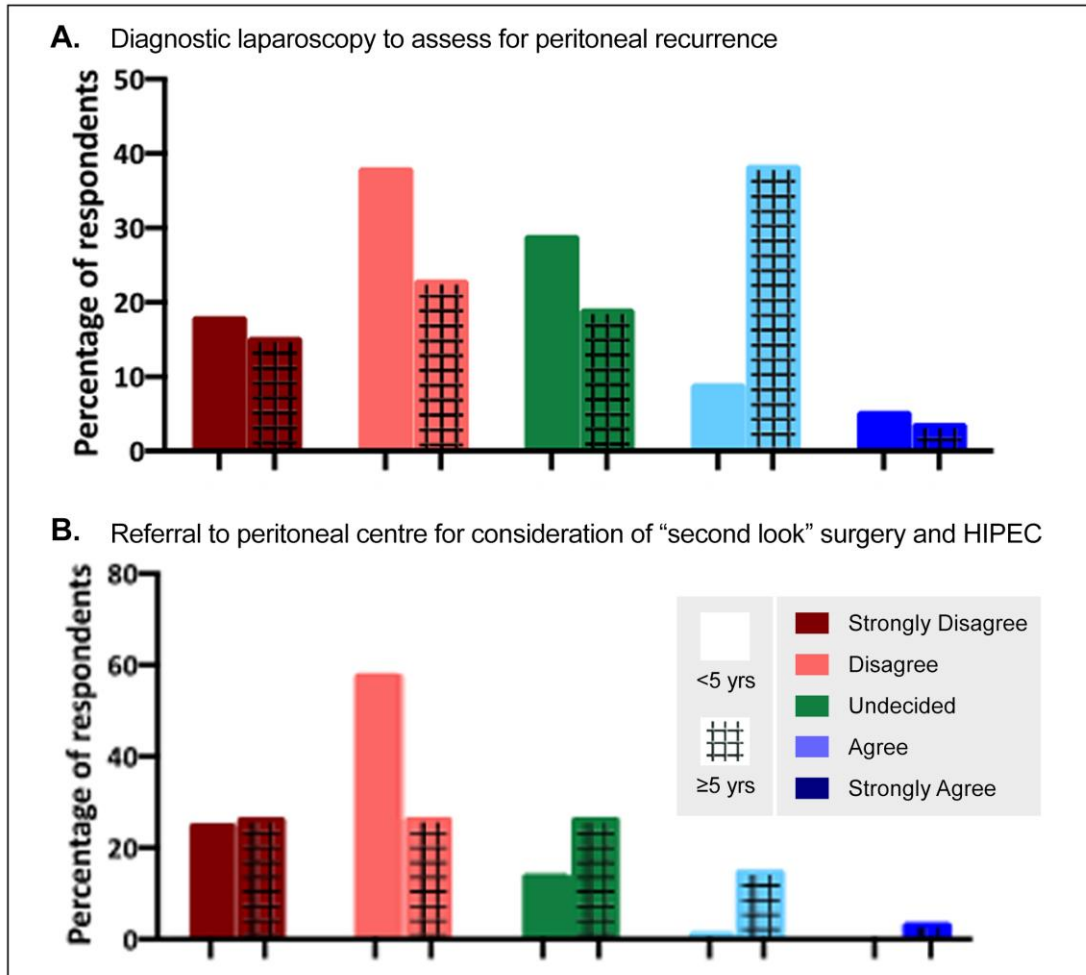 A. Diagnostic laparoscopy to assess for peritoneal recurrence
Percentage of respondents
50
40
30
20
10
0
B. Referral to peritoneal centre for consideration of “second look” surgery and HIPEC
Percentage of respondents
80
60
40
20
0
<5 yrs
≥5 yrs
Strongly Disagree
Disagree
Undecided
Agree
Strongly Agree